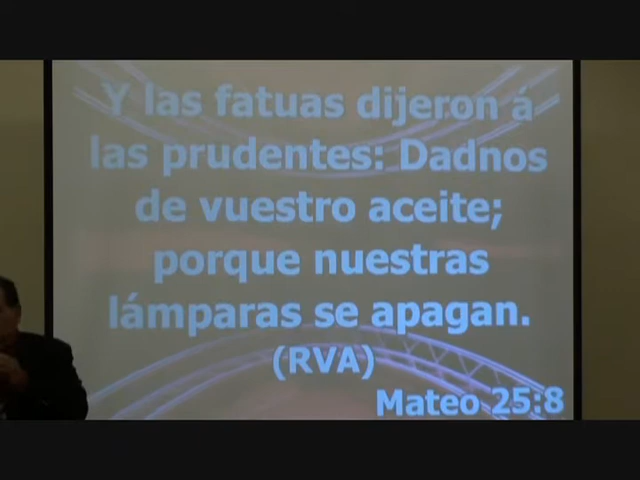 Y las fatuas dijeron á
las prudentes: Dadnos
de vuestro aceite;
porque nuestras
lámparas se apagan.
(RVA)
Mateo 25:8